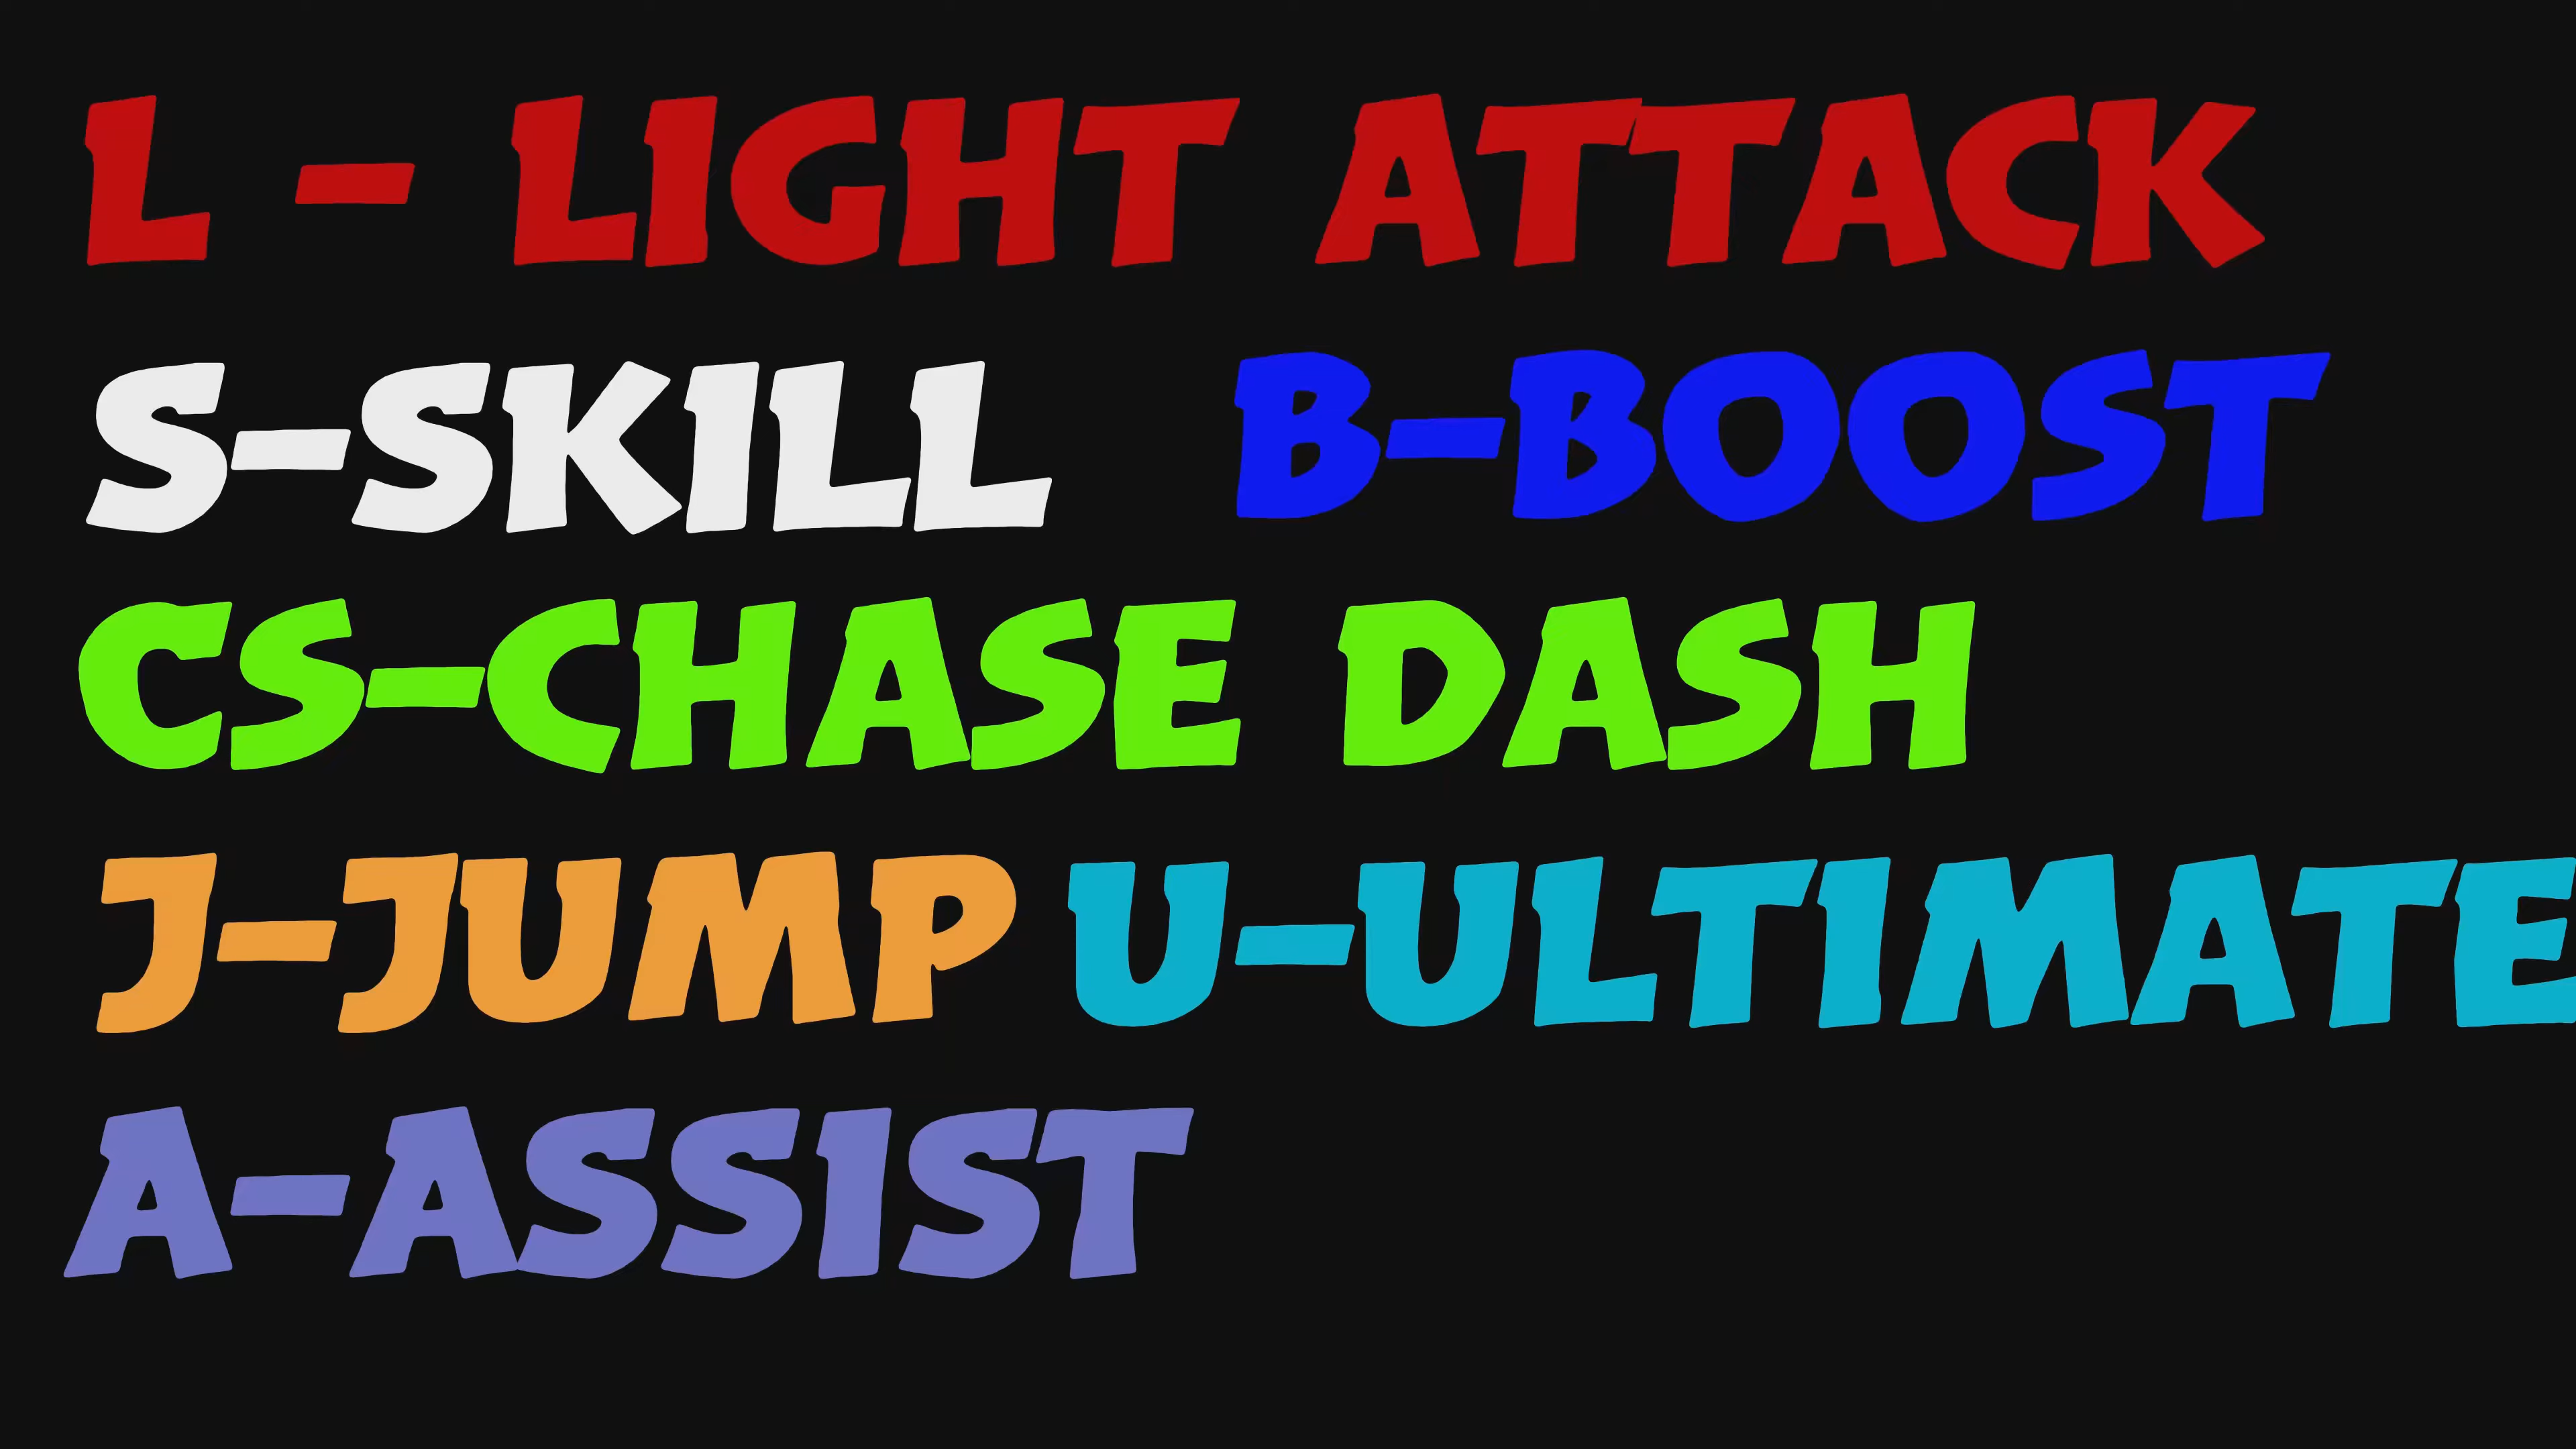 L - LIGHT ATTACK
S-SKILL B-BOOST
CS-CHASE DASH
J-JUMP U-ULTIMATE
A-ASSIST